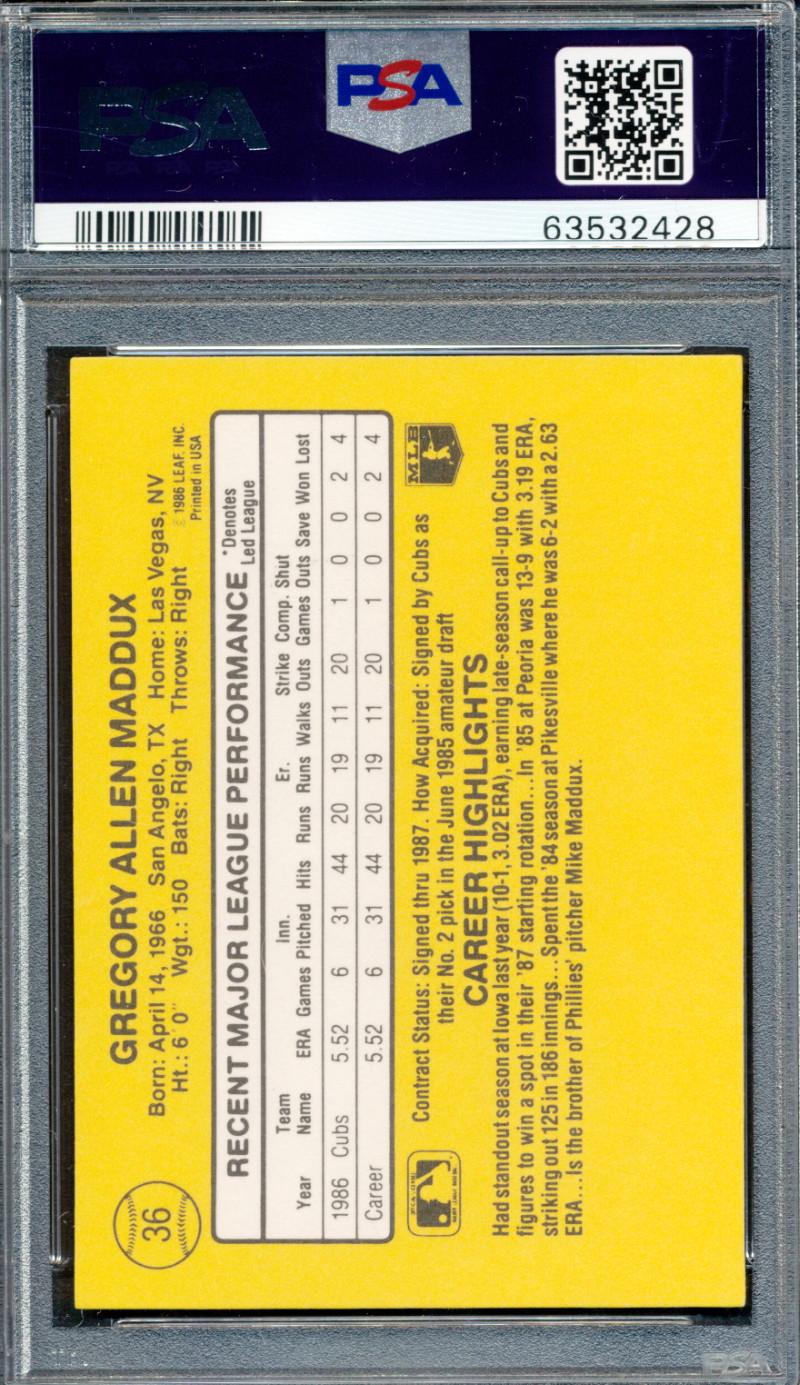 PSA
PSA
PSA PSA PSA
63532428
36
GREGORY ALLEN MADDUX
Born: April 14, 1966 San Angelo, TX Home: Las Vegas, NV
Ht.: 6'0" Wgt.: 150 Bats: Right Throws: Right
© 1986 LEAF, INC.
Printed in USA
RECENT MAJOR LEAGUE PERFORMANCE
*Denotes
Led League
Team Inn. Er. Strike Comp. Shut
Year Name ERA Games Pitched Hits Runs Runs Walks Outs Games Outs Save Won Lost
1986 Cubs 5.52 6 31 44 20 19 11 20 1 0 0 2 4
Career 5.52 6 31 44 20 19 11 20 1 0 0 2 4
Contract Status: Signed thru 1987. How Acquired: Signed by Cubs as
their No. 2 pick in the June 1985 amateur draft
MLB
CAREER HIGHLIGHTS
Had standout season at Iowa last year (10-1, 3.02 ERA), earning late-season call-up to Cubs and
figures to win a spot in their '87 starting rotation...In '85 at Peoria was 13-9 with 3.19 ERA,
striking out 125 in 186 innings...Spent the '84 season at Pikesville where he was 6-2 with a 2.63
ERA...Is the brother of Phillies' pitcher Mike Maddux.
PSA